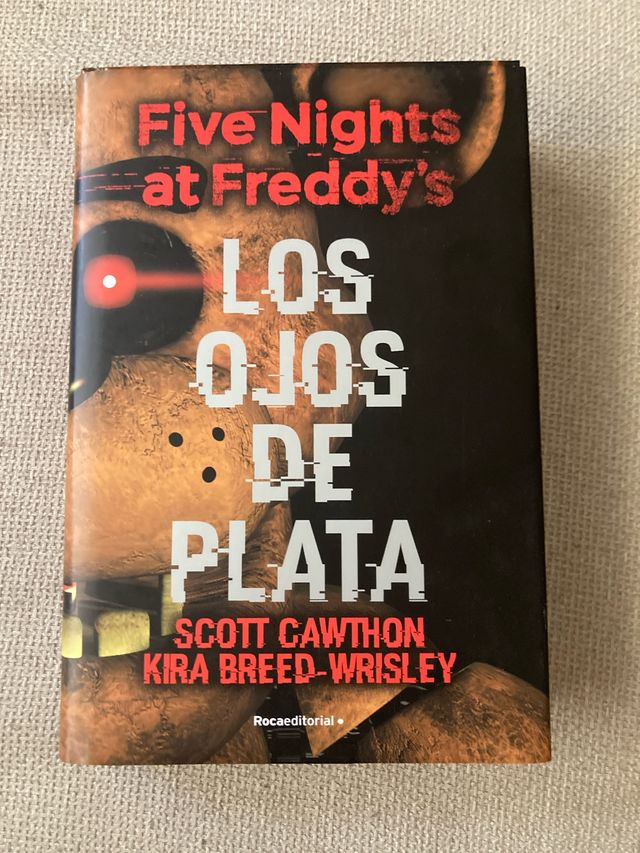 Five Nights
at Freddy's
LOS
OJOS
DE
PLATA
SCOTT CAWTHON
KIRA BREED-WRISLEY
Rocaeditorial